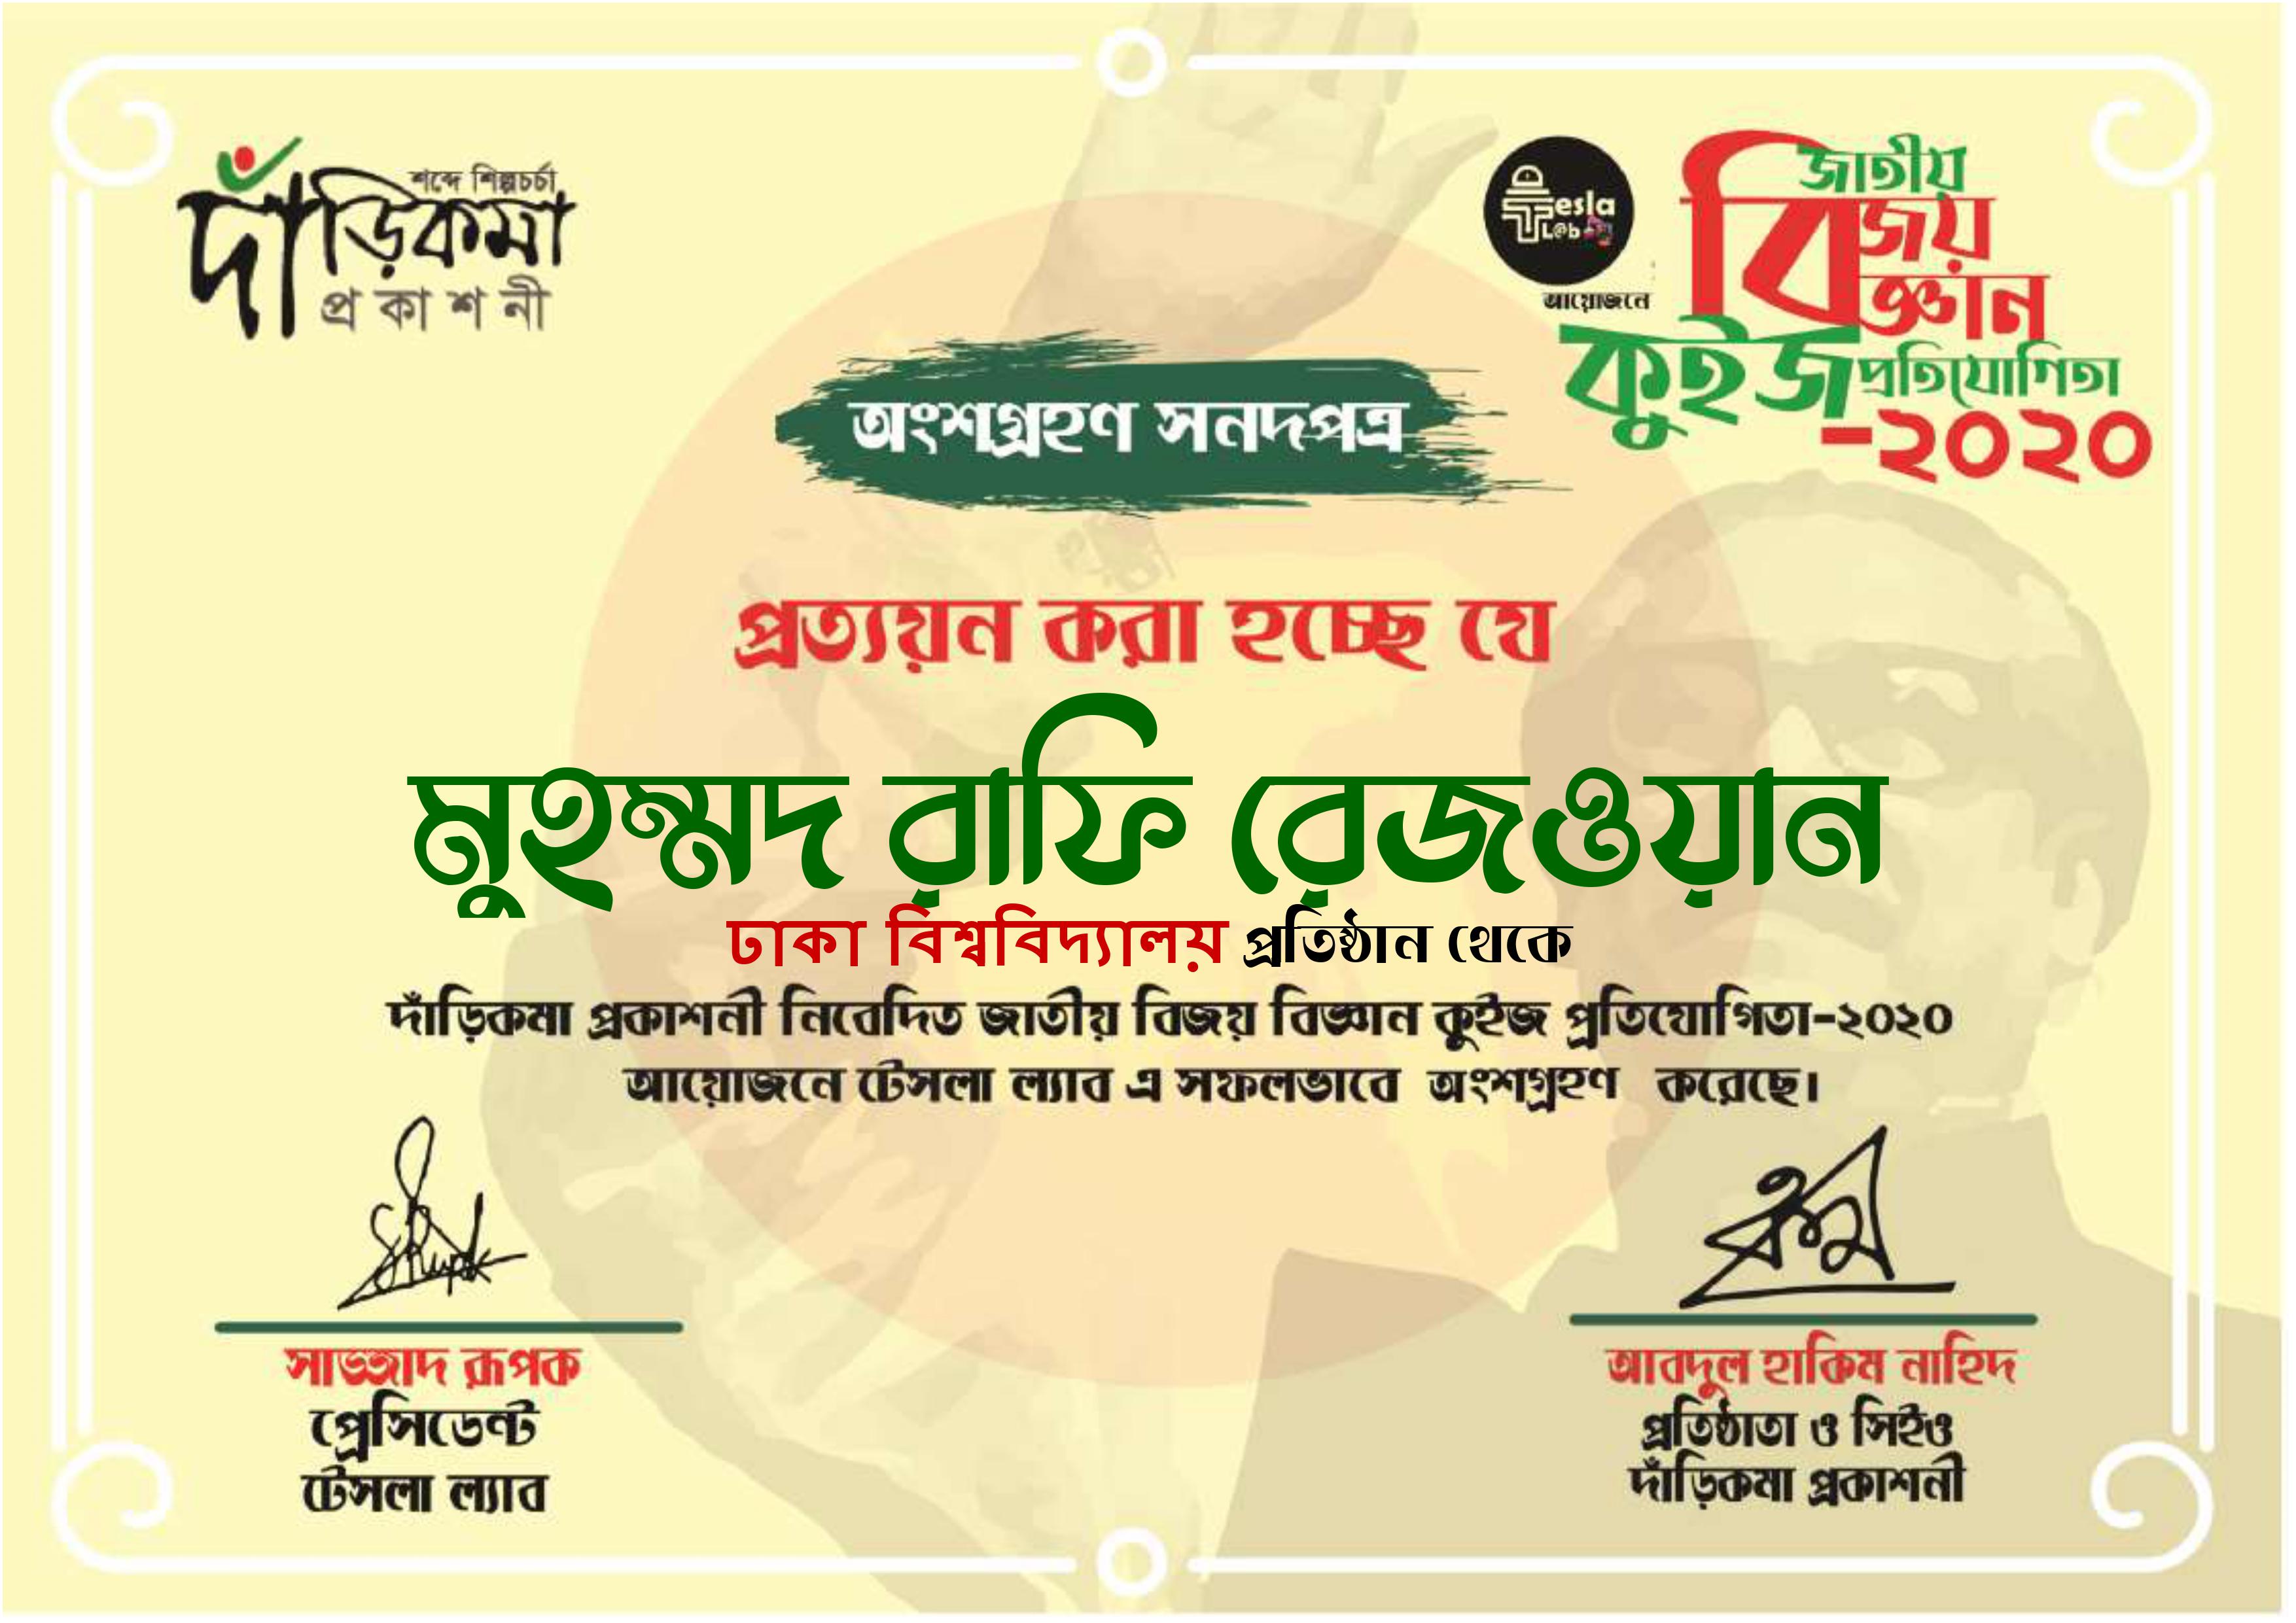 শব্দে শিল্পচর্চা
দাঁড়িকমা
প্রকাশনী
Tesla
L@b
আয়োজনে
জাতীয়
বিজয়
বিজ্ঞান
কুইজ প্রতিযোগিতা
-২০২০
অংশগ্রহণ সনদপত্র
প্রত্যয়ন করা হচ্ছে যে
মুহম্মদ রাফি রেজওয়ান
ঢাকা বিশ্ববিদ্যালয় প্রতিষ্ঠান থেকে
দাঁড়িকমা প্রকাশনী নিবেদিত জাতীয় বিজয় বিজ্ঞান কুইজ প্রতিযোগিতা-২০২০
আয়োজনে টেসলা ল্যাব এ সফলভাবে অংশগ্রহণ করেছে।
সাজ্জাদ রূপক
প্রেসিডেন্ট
টেসলা ল্যাব
আবদুল হাকিম নাহিদ
প্রতিষ্ঠাতা ও সিইও
দাঁড়িকমা প্রকাশনী